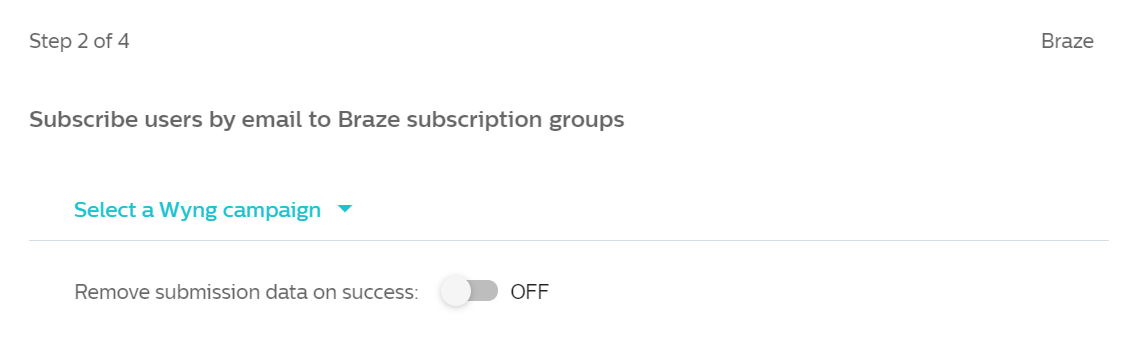 Step 2 of 4
Braze
Subscribe users by email to Braze subscription groups
Select a Wyng campaign
Remove submission data on success: OFF